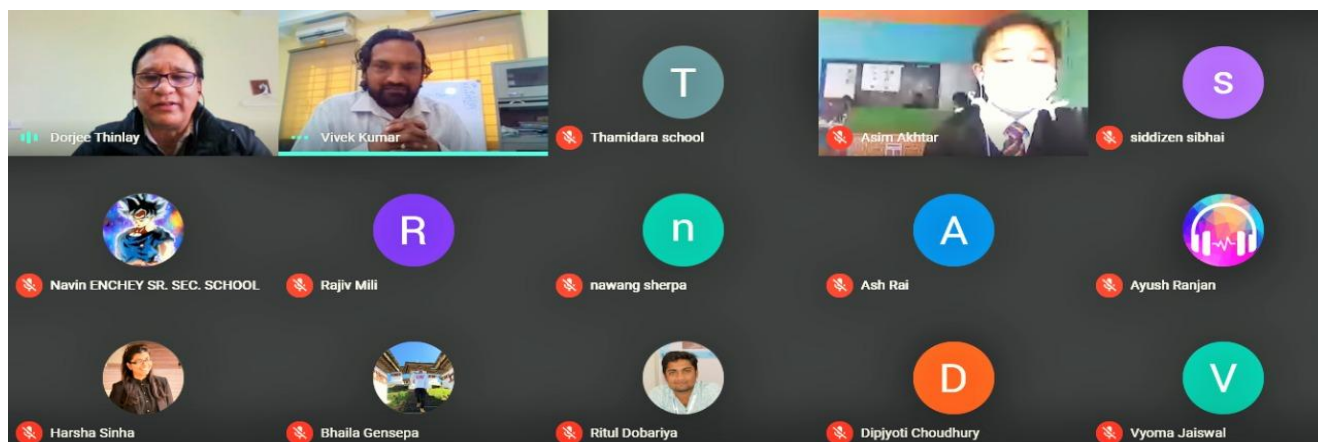 Dorjee Thinlay
Vivek Kumar
T
Thamidara school
Asim Akhtar
s
siddizen sibhai
Navin ENCHEY SR. SEC. SCHOOL
R
Rajiv Mili
n
nawang sherpa
A
Ash Rai
Ayush Ranjan
Harsha Sinha
Bhaila Gensepa
Ritul Dobariya
D
Dipjyoti Choudhury
V
Vyoma Jaiswal